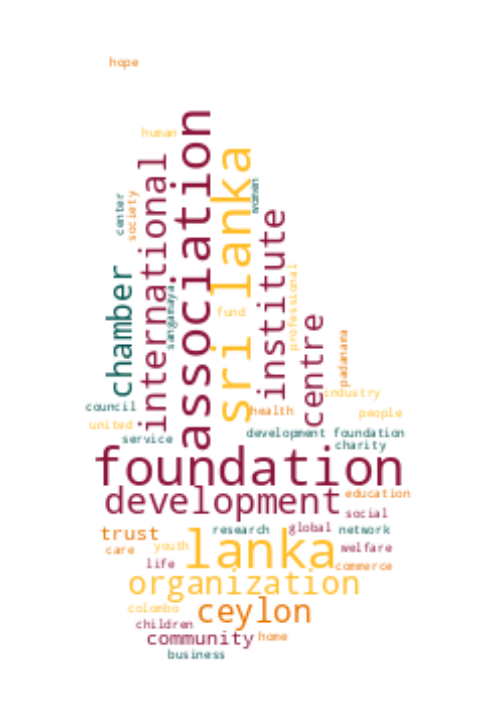 hope
human
association
sri lanka
international
women
center
society
institute
chamber
professional
sangamaya
fund
centre
padanama
industry
council
health
people
united
service
development foundation
charity
foundation
development
education
social
trust
research
global
network
care
youth
lanka
welfare
life
commerce
organization
colombo
ceylon
children
community
home
business